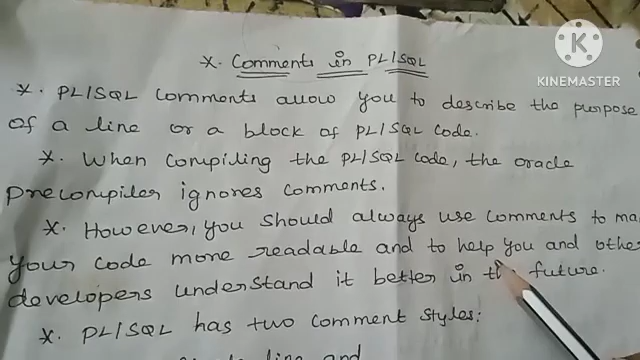 *. Comments in PL/SQL
KINEMASTER
*. PL/SQL comments allow you to describe the purpose
of a line or a block of PL/SQL code.
*. When compiling the PL/SQL code, the oracle
precompiler ignores comments.
*. However, you should always use comments to ma
your code more readable and to help you and othe
developers understand it better in the future.
*. PL/SQL has two comment styles:
single line and